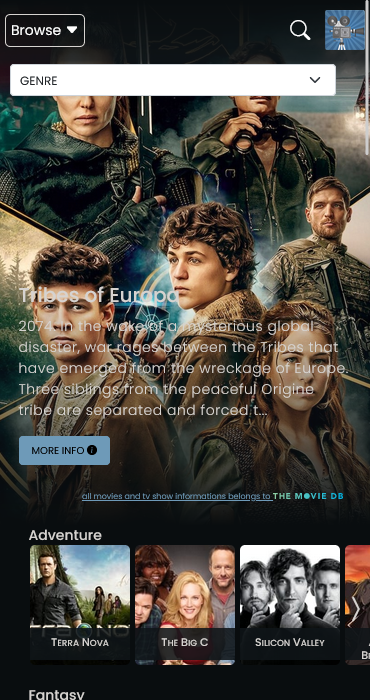 Browse
GENRE
Tribes of Europa
2074. In the wake of a mysterious global
disaster, war rages between the Tribes that
have emerged from the wreckage of Europe.
Three siblings from the peaceful Origine
tribe are separated and forced t...
MORE INFO
all movies and tv show informations belongs to THE MOVIE DB
Adventure
Terra Nova
The Big C
Silicon Valley
Fantasy